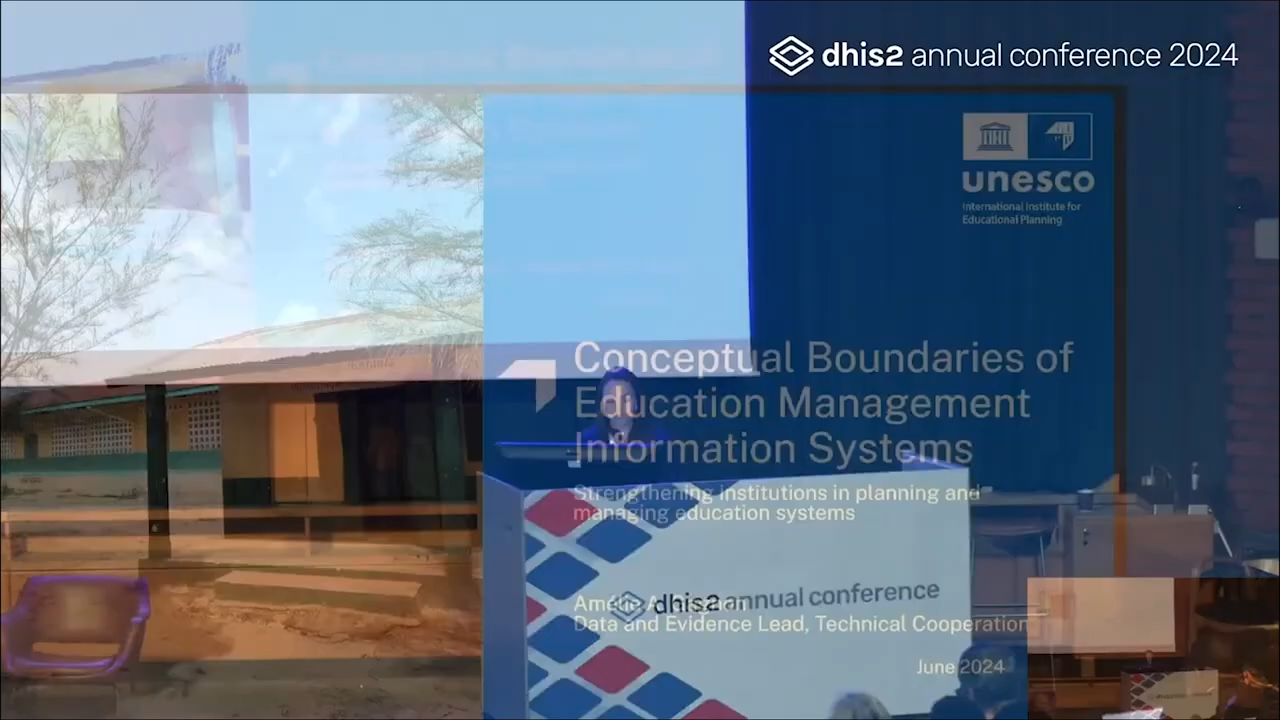 dhis2 annual conference 2024
unesco
International Institute for
Educational Planning
Conceptual Boundaries of
Education Management
Information Systems
Strengthening institutions in planning and
managing education systems
dhis2 annual conference
Data and Evidence Lead, Technical Cooperation
June 2024